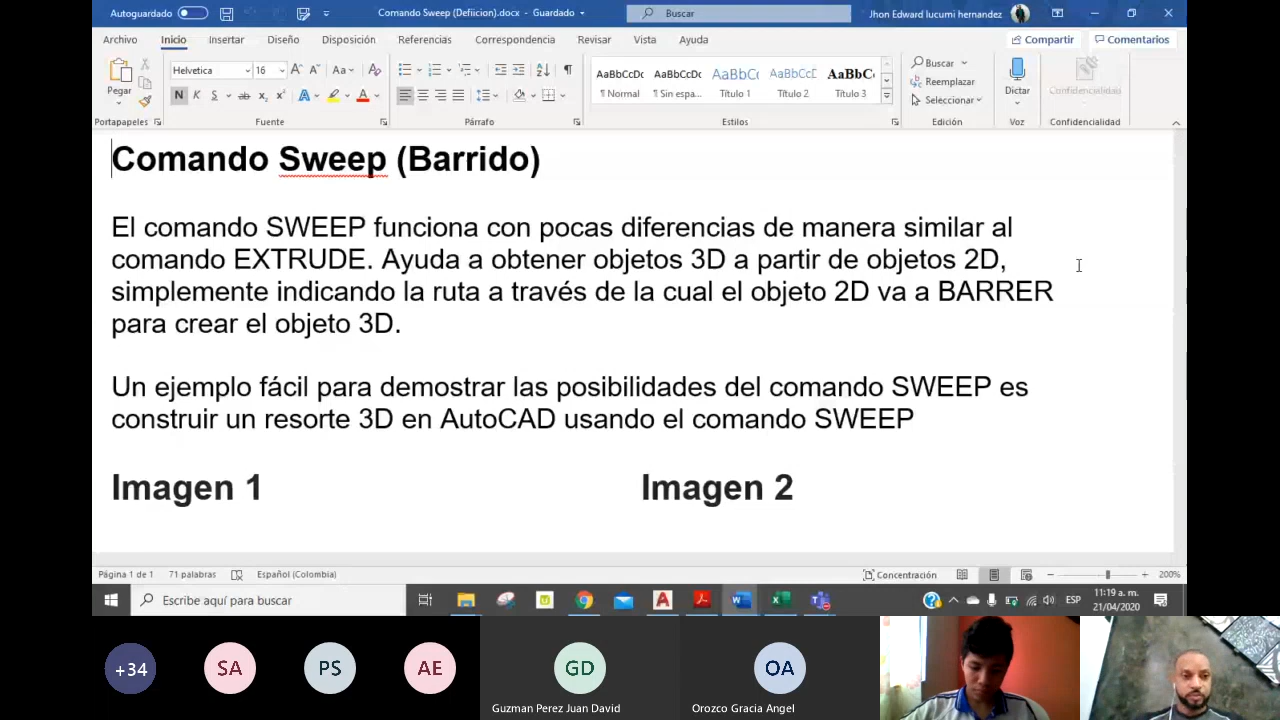 Autoguardado
Comando Sweep (Defiicion).docx - Guardado
Buscar
Jhon Edward lucumi hernandez
Archivo Inicio Insertar Diseño Disposición Referencias Correspondencia Revisar Vista Ayuda
Compartir Comentarios
Pegar
Helvetica 16
N K S
AaBbCcDc AaBbCcDc AaBbC( AaBbCcD AaBbC
¶ Normal ¶ Sin espa... Título 1 Título 2 Título 3
Buscar
Reemplazar
Seleccionar
Dictar
Confidencialidad
Portapapeles Fuente Párrafo Estilos Edición Voz Confidencialidad
Comando Sweep (Barrido)
El comando SWEEP funciona con pocas diferencias de manera similar al
comando EXTRUDE. Ayuda a obtener objetos 3D a partir de objetos 2D,
simplemente indicando la ruta a través de la cual el objeto 2D va a BARRER
para crear el objeto 3D.
Un ejemplo fácil para demostrar las posibilidades del comando SWEEP es
construir un resorte 3D en AutoCAD usando el comando SWEEP
Imagen 1 Imagen 2
Página 1 de 1 71 palabras Español (Colombia) Concentración 200%
Escribe aquí para buscar
ESP
11:19 a. m.
21/04/2020
+34 SA PS AE GD OA
Guzman Perez Juan David Orozco Gracia Angel